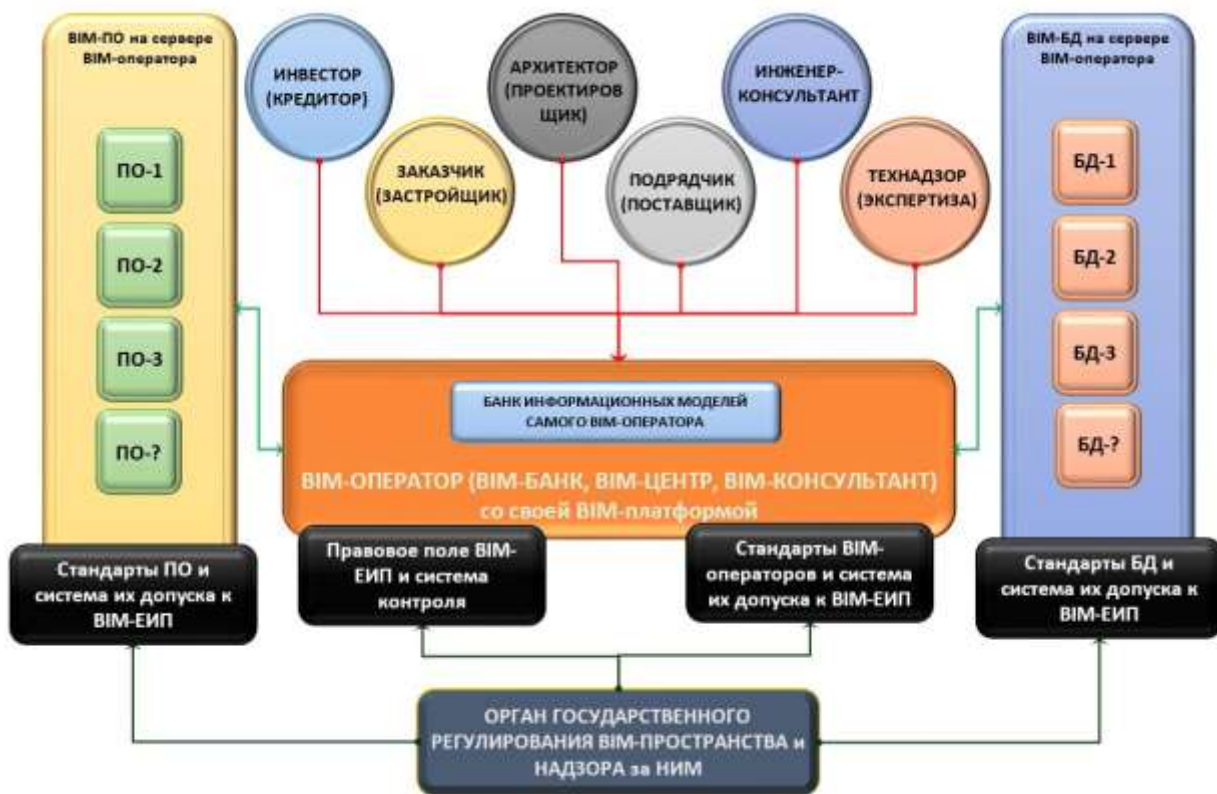 BIM-ПО на сервере
BIM-оператора
ПО-1
ПО-2
ПО-3
ПО-?
ИНВЕСТОР
(КРЕДИТОР)
ЗАКАЗЧИК
(ЗАСТРОЙЩИК)
АРХИТЕКТОР
(ПРОЕКТИРОВ
ЩИК)
ПОДРЯДЧИК
(ПОСТАВЩИК)
ИНЖЕНЕР-
КОНСУЛЬТАНТ
ТЕХНАДЗОР
(ЭКСПЕРТИЗА)
BIM-БД на сервере
BIM-оператора
БД-1
БД-2
БД-3
БД-?
БАНК ИНФОРМАЦИОННЫХ МОДЕЛЕЙ
САМОГО BIM-ОПЕРАТОРА
BIM-ОПЕРАТОР (BIM-БАНК, BIM-ЦЕНТР, BIM-КОНСУЛЬТАНТ)
со своей BIM-платформой
Стандарты ПО и
система их допуска к
BIM-ЕИП
Правовое поле BIM-
ЕИП и система
контроля
Стандарты BIM-
операторов и система
их допуска к BIM-ЕИП
Стандарты БД и
система их допуска к
BIM-ЕИП
ОРГАН ГОСУДАРСТВЕННОГО
РЕГУЛИРОВАНИЯ BIM-ПРОСТРАНСТВА и
НАДЗОРА за НИМ